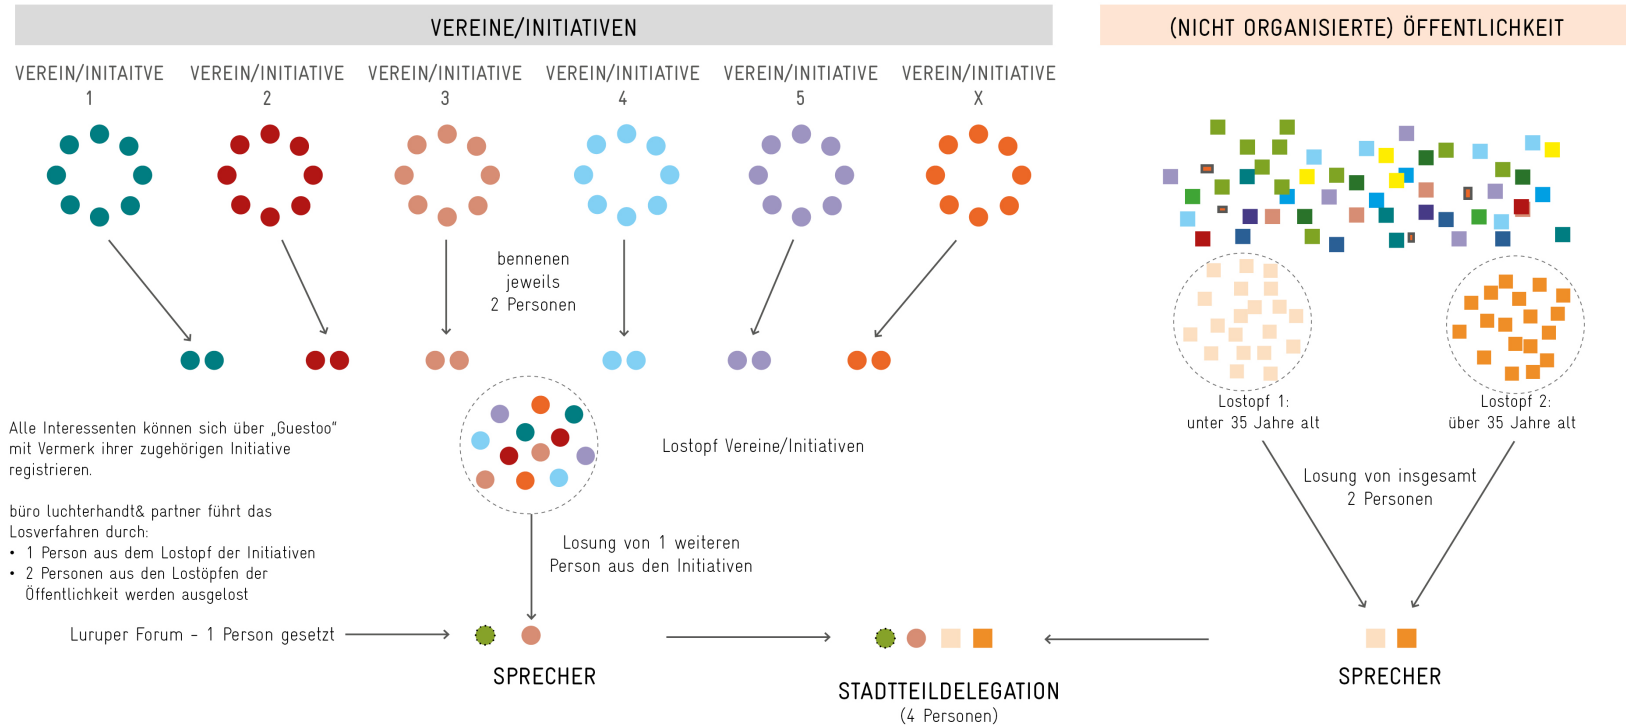 VEREINE/INITIATIVEN
(NICHT ORGANISIERTE) ÖFFENTLICHKEIT
VEREIN/INITAITVE
1
VEREIN/INITIATIVE
2
VEREIN/INITIATVE
3
VEREIN/INITIATIVE
4
VEREIN/INITIATIVE
5
VEREIN/INITIATIVE
X
bennenen
jeweils
2 Personen
Alle Interessenten können sich über „Guestoo“
mit Vermerk ihrer zugehörigen Initiative
registrieren.
büro luchterhandt& partner führt das
Losverfahren durch:
• 1 Person aus dem Lostopf der Initiativen
• 2 Personen aus den Lostöpfen der
Öffentlichkeit werden ausgelost
Lostopf Vereine/Initiativen
Losung von 1 weiteren
Person aus den Initiativen
Luruper Forum - 1 Person gesetzt
SPRECHER
STADTTEILDELEGATION
(4 Personen)
Lostopf 1:
unter 35 Jahre alt
Lostopf 2:
über 35 Jahre alt
Losung von insgesamt
2 Personen
SPRECHER